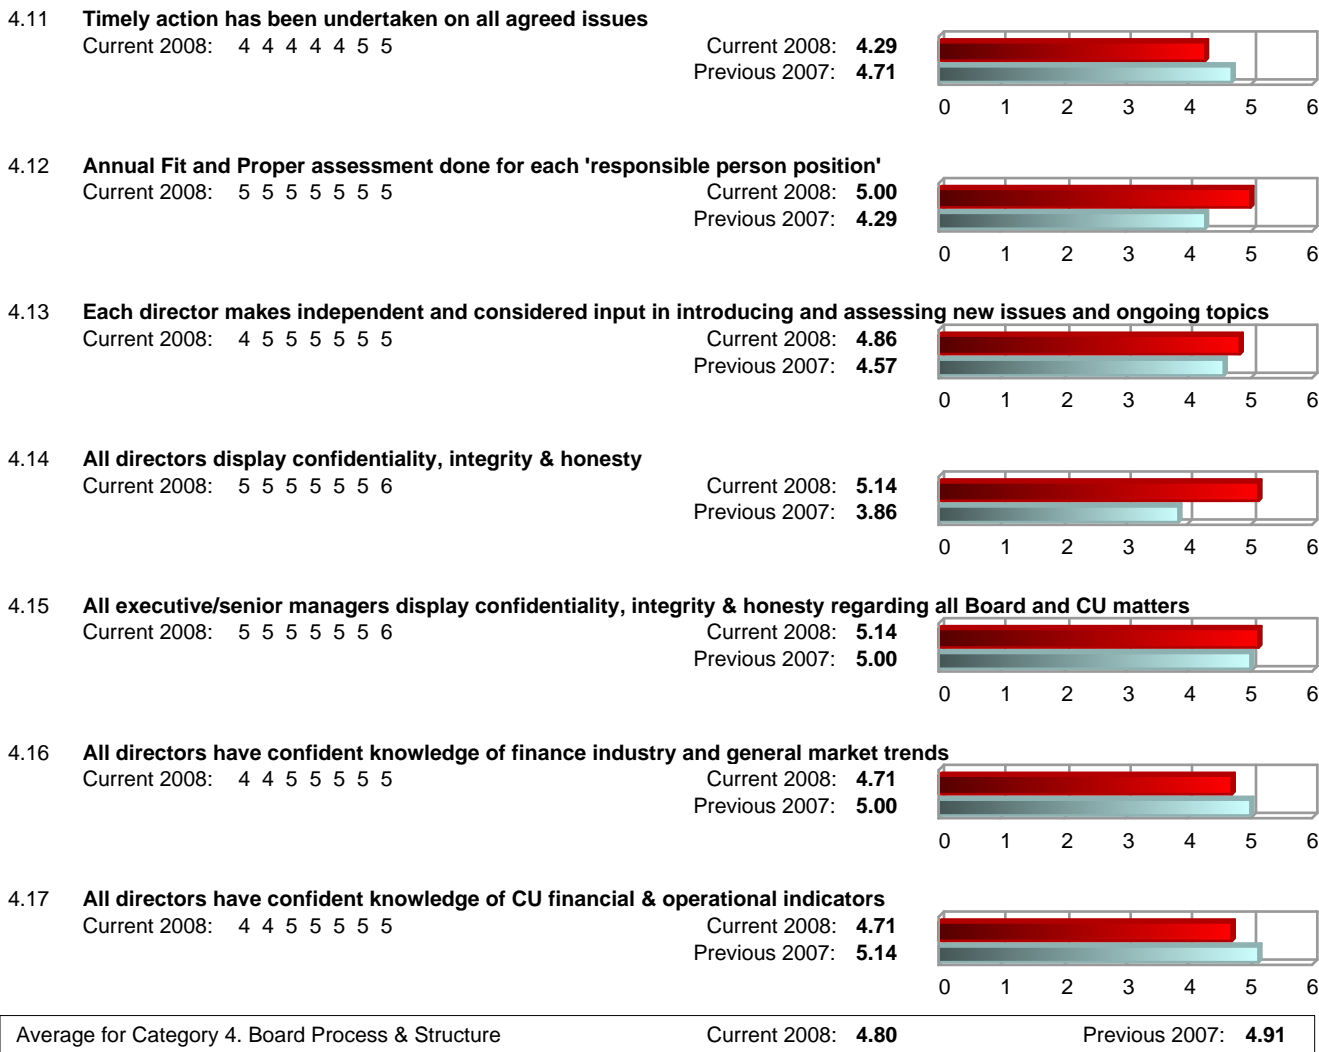 4.11 Timely action has been undertaken on all agreed issues
Current 2008: 4 4 4 4 4 5 5 Current 2008: 4.29
Previous 2007: 4.71
0 1 2 3 4 5 6
4.12 Annual Fit and Proper assessment done for each 'responsible person position'
Current 2008: 5 5 5 5 5 5 5 Current 2008: 5.00
Previous 2007: 4.29
0 1 2 3 4 5 6
4.13 Each director makes independent and considered input in introducing and assessing new issues and ongoing topics
Current 2008: 4 5 5 5 5 5 5 Current 2008: 4.86
Previous 2007: 4.57
0 1 2 3 4 5 6
4.14 All directors display confidentiality, integrity & honesty
Current 2008: 5 5 5 5 5 5 6 Current 2008: 5.14
Previous 2007: 3.86
0 1 2 3 4 5 6
4.15 All executive/senior managers display confidentiality, integrity & honesty regarding all Board and CU matters
Current 2008: 5 5 5 5 5 5 6 Current 2008: 5.14
Previous 2007: 5.00
0 1 2 3 4 5 6
4.16 All directors have confident knowledge of finance industry and general market trends
Current 2008: 4 4 5 5 5 5 5 Current 2008: 4.71
Previous 2007: 5.00
0 1 2 3 4 5 6
4.17 All directors have confident knowledge of CU financial & operational indicators
Current 2008: 4 4 5 5 5 5 5 Current 2008: 4.71
Previous 2007: 5.14
0 1 2 3 4 5 6
Average for Category 4. Board Process & Structure Current 2008: 4.80 Previous 2007: 4.91